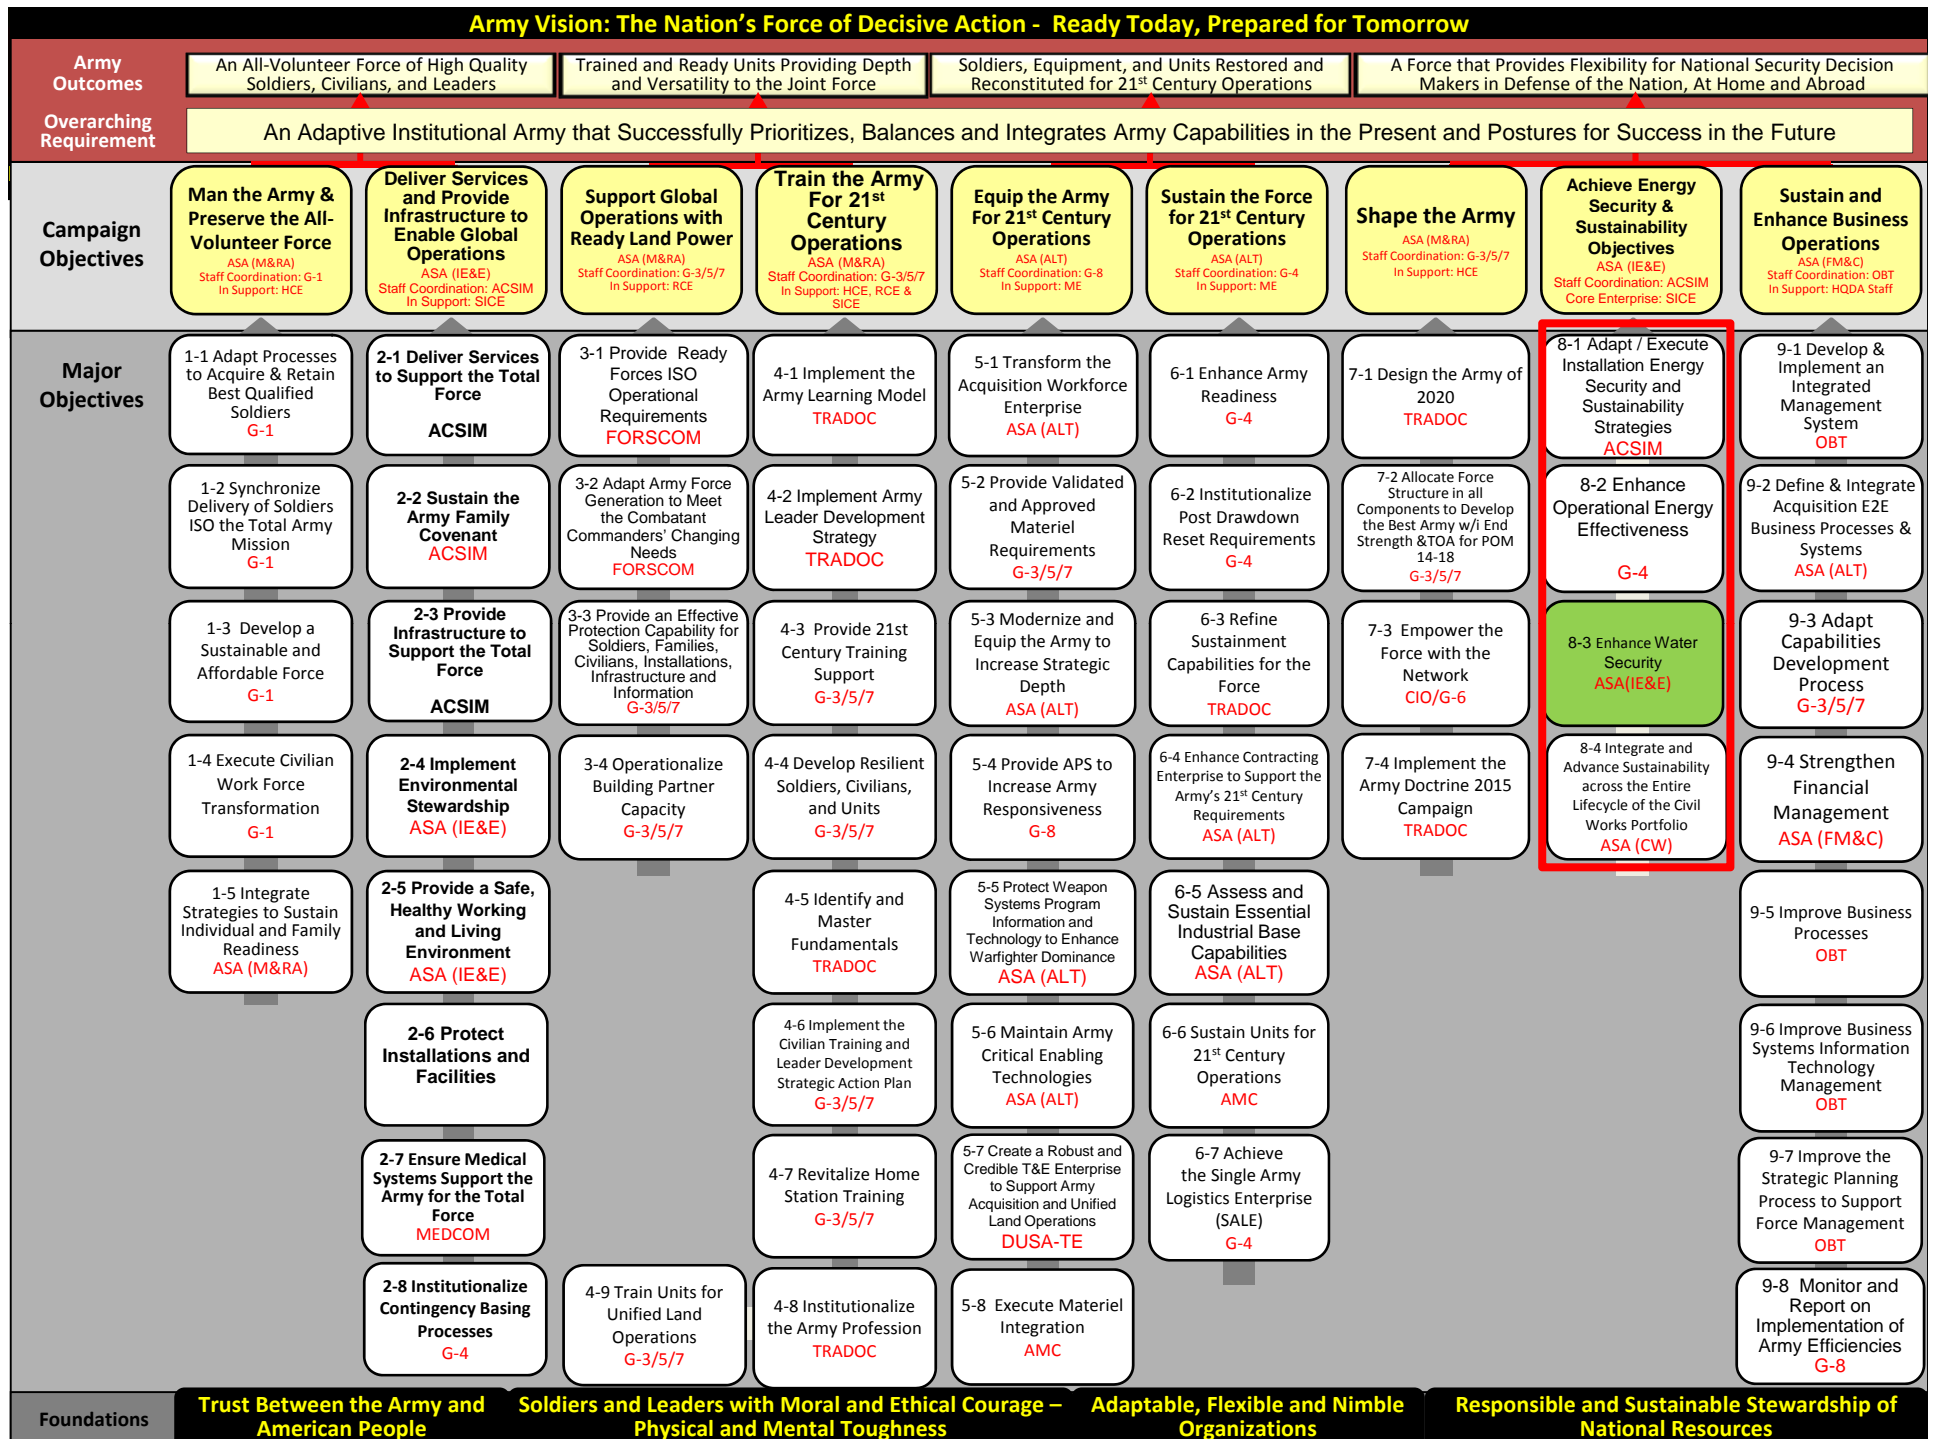 Army Vision: The Nation’s Force of Decisive Action - Ready Today, Prepared for Tomorrow
Army
Outcomes
An All-Volunteer Force of High Quality
Soldiers, Civilians, and Leaders
Trained and Ready Units Providing Depth
and Versatility to the Joint Force
Soldiers, Equipment, and Units Restored and
Reconstituted for 21st Century Operations
A Force that Provides Flexibility for National Security Decision
Makers in Defense of the Nation, At Home and Abroad
Overarching
Requirement
An Adaptive Institutional Army that Successfully Prioritizes, Balances and Integrates Army Capabilities in the Present and Postures for Success in the Future
Campaign
Objectives
Man the Army &
Preserve the All-
Volunteer Force
ASA (M&RA)
Staff Coordination: G-1
In Support: HCE
Deliver Services
and Provide
Infrastructure to
Enable Global
Operations
ASA (IE&E)
Staff Coordination: ACSIM
In Support: SICE
Support Global
Operations with
Ready Land Power
ASA (M&RA)
Staff Coordination: G-3/5/7
In Support: RCE
Train the Army
For 21st
Century
Operations
ASA (M&RA)
Staff Coordination: G-3/5/7
In Support: HCE, RCE &
SICE
Equip the Army
For 21st Century
Operations
ASA (ALT)
Staff Coordination: G-8
In Support: ME
Sustain the Force
for 21st Century
Operations
ASA (ALT)
Staff Coordination: G-4
In Support: ME
Shape the Army
ASA (M&RA)
Staff Coordination: G-3/5/7
In Support: HCE
Achieve Energy
Security &
Sustainability
Objectives
ASA (IE&E)
Staff Coordination: ACSIM
Core Enterprise: SICE
Sustain and
Enhance Business
Operations
ASA (FM&C)
Staff Coordination: OBT
In Support: HQDA Staff
Major
Objectives
1-1 Adapt Processes
to Acquire & Retain
Best Qualified
Soldiers
G-1
2-1 Deliver Services
to Support the Total
Force
ACSIM
3-1 Provide Ready
Forces ISO
Operational
Requirements
FORSCOM
4-1 Implement the
Army Learning Model
TRADOC
5-1 Transform the
Acquisition Workforce
Enterprise
ASA (ALT)
6-1 Enhance Army
Readiness
G-4
7-1 Design the Army of
2020
TRADOC
8-1 Adapt / Execute
Installation Energy
Security and
Sustainability
Strategies
ACSIM
9-1 Develop &
Implement an
Integrated
Management
System
OBT
1-2 Synchronize
Delivery of Soldiers
ISO the Total Army
Mission
G-1
2-2 Sustain the
Army Family
Covenant
ACSIM
3-2 Adapt Army Force
Generation to Meet
the Combatant
Commanders’ Changing
Needs
FORSCOM
4-2 Implement Army
Leader Development
Strategy
TRADOC
5-2 Provide Validated
and Approved
Materiel
Requirements
G-3/5/7
6-2 Institutionalize
Post Drawdown
Reset Requirements
G-4
7-2 Allocate Force
Structure in all
Components to Develop
the Best Army w/i End
Strength &TOA for POM
14-18
G-3/5/7
8-2 Enhance
Operational Energy
Effectiveness
G-4
9-2 Define & Integrate
Acquisition E2E
Business Processes &
Systems
ASA (ALT)
1-3 Develop a
Sustainable and
Affordable Force
G-1
2-3 Provide
Infrastructure to
Support the Total
Force
ACSIM
3-3 Provide an Effective
Protection Capability for
Soldiers, Families,
Civilians, Installations,
Infrastructure and
Information
G-3/5/7
4-3 Provide 21st
Century Training
Support
G-3/5/7
5-3 Modernize and
Equip the Army to
Increase Strategic
Depth
ASA (ALT)
6-3 Refine
Sustainment
Capabilities for the
Force
TRADOC
7-3 Empower the
Force with the
Network
CIO/G-6
8-3 Enhance Water
Security
ASA(IE&E)
9-3 Adapt
Capabilities
Development
Process
G-3/5/7
1-4 Execute Civilian
Work Force
Transformation
G-1
2-4 Implement
Environmental
Stewardship
ASA (IE&E)
3-4 Operationalize
Building Partner
Capacity
G-3/5/7
4-4 Develop Resilient
Soldiers, Civilians,
and Units
G-3/5/7
5-4 Provide APS to
Increase Army
Responsiveness
G-8
6-4 Enhance Contracting
Enterprise to Support the
Army’s 21st Century
Requirements
ASA (ALT)
7-4 Implement the
Army Doctrine 2015
Campaign
TRADOC
8-4 Integrate and
Advance Sustainability
across the Entire
Lifecycle of the Civil
Works Portfolio
ASA (CW)
9-4 Strengthen
Financial
Management
ASA (FM&C)
1-5 Integrate
Strategies to Sustain
Individual and Family
Readiness
ASA (M&RA)
2-5 Provide a Safe,
Healthy Working
and Living
Environment
ASA (IE&E)
4-5 Identify and
Master
Fundamentals
TRADOC
5-5 Protect Weapon
Systems Program
Information and
Technology to Enhance
Warfighter Dominance
ASA (ALT)
6-5 Assess and
Sustain Essential
Industrial Base
Capabilities
ASA (ALT)
9-5 Improve Business
Processes
OBT
2-6 Protect
Installations and
Facilities
4-6 Implement the
Civilian Training and
Leader Development
Strategic Action Plan
G-3/5/7
5-6 Maintain Army
Critical Enabling
Technologies
ASA (ALT)
6-6 Sustain Units for
21st Century
Operations
AMC
9-6 Improve Business
Systems Information
Technology
Management
OBT
2-7 Ensure Medical
Systems Support the
Army for the Total
Force
MEDCOM
4-7 Revitalize Home
Station Training
G-3/5/7
5-7 Create a Robust and
Credible T&E Enterprise
to Support Army
Acquisition and Unified
Land Operations
DUSA-TE
6-7 Achieve
the Single Army
Logistics Enterprise
(SALE)
G-4
9-7 Improve the
Strategic Planning
Process to Support
Force Management
OBT
2-8 Institutionalize
Contingency Basing
Processes
G-4
4-9 Train Units for
Unified Land
Operations
G-3/5/7
4-8 Institutionalize
the Army Profession
TRADOC
5-8 Execute Materiel
Integration
AMC
9-8 Monitor and
Report on
Implementation of
Army Efficiencies
G-8
Foundations
Trust Between the Army and
American People
Soldiers and Leaders with Moral and Ethical Courage –
Physical and Mental Toughness
Adaptable, Flexible and Nimble
Organizations
Responsible and Sustainable Stewardship of
National Resources